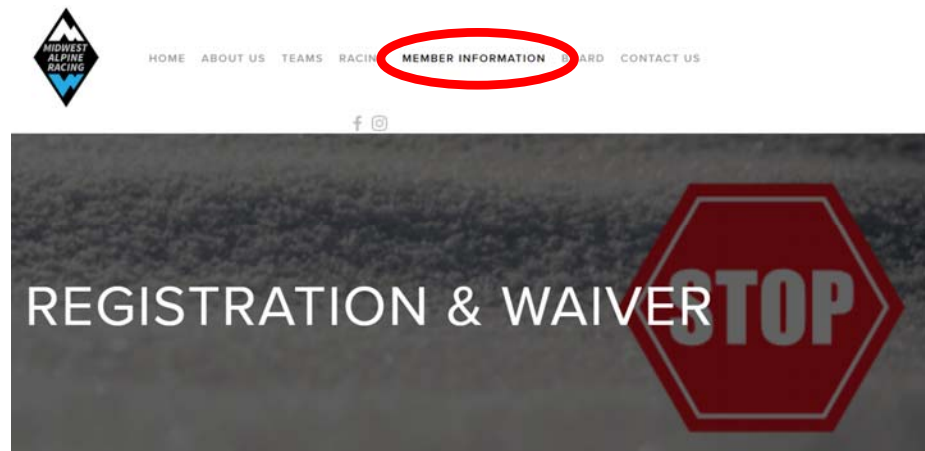 MIDWEST
ALPINE
RACING
HOME ABOUT US TEAMS MEMBER INFORMATION CONTACT US
REGISTRATION & WAIVER
STOP